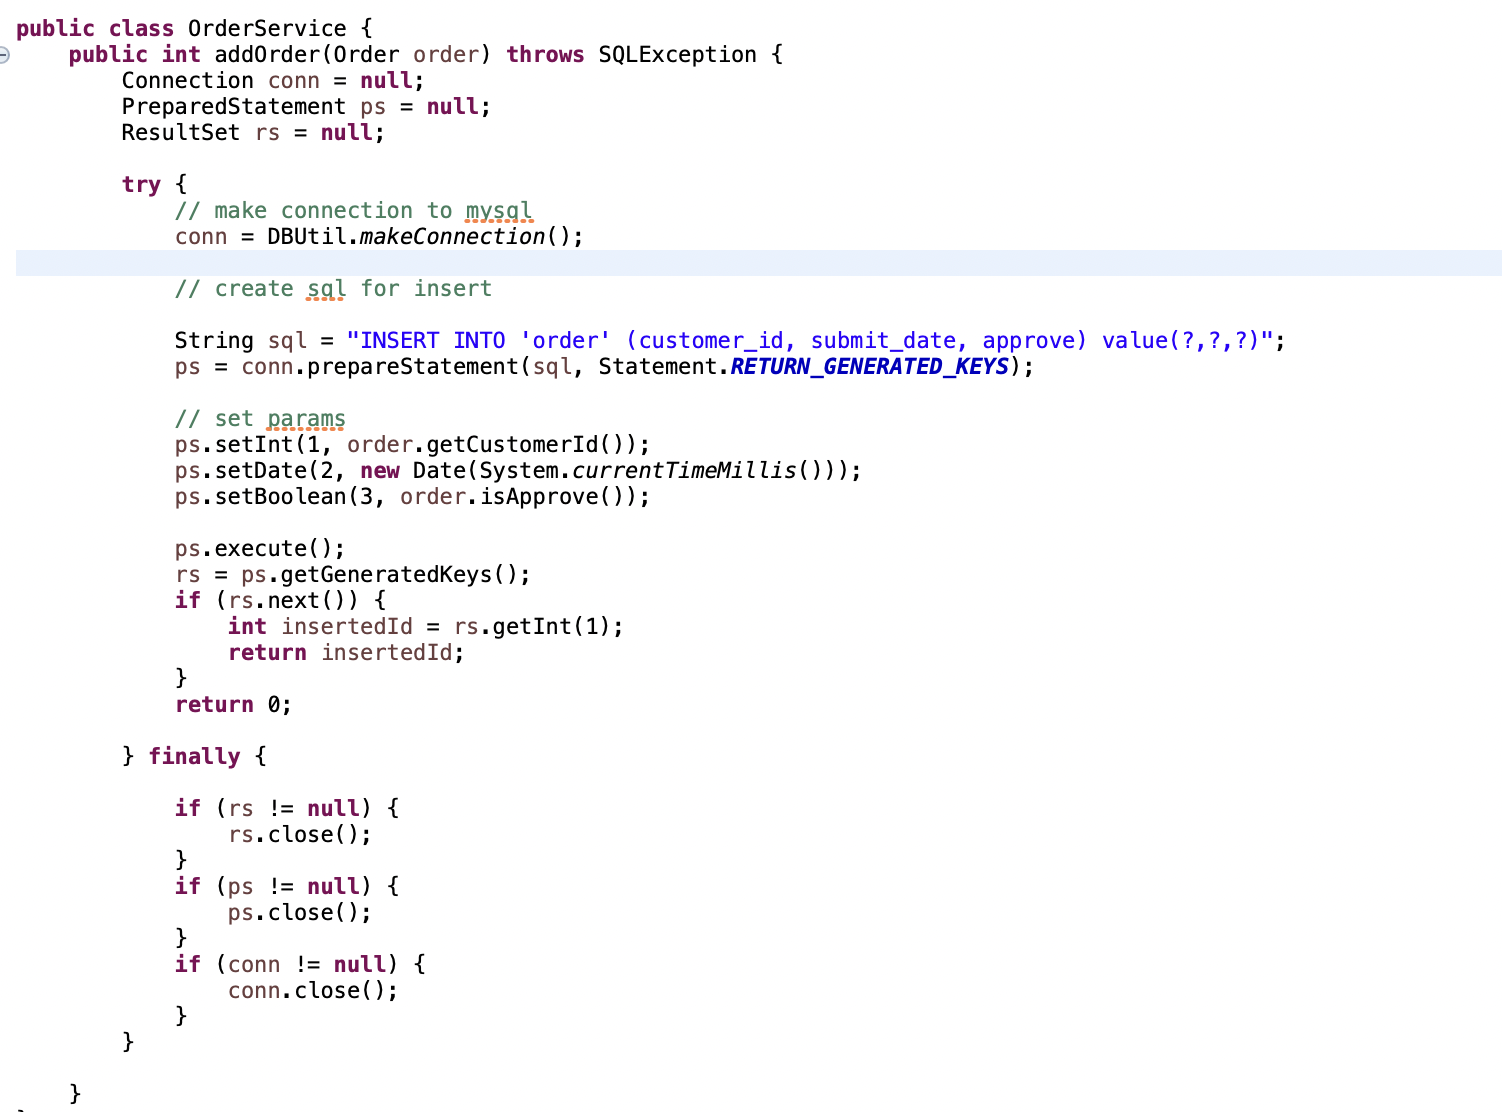 public class OrderService {
    public int addOrder(Order order) throws SQLException {
        Connection conn = null;
        PreparedStatement ps = null;
        ResultSet rs = null;

        try {
            // make connection to mysql
            conn = DBUtil.makeConnection();

            // create sql for insert

            String sql = "INSERT INTO 'order' (customer_id, submit_date, approve) value(?,?,?)";
            ps = conn.prepareStatement(sql, Statement.RETURN_GENERATED_KEYS);

            // set params
            ps.setInt(1, order.getCustomerId());
            ps.setDate(2, new Date(System.currentTimeMillis()));
            ps.setBoolean(3, order.isApprove());

            ps.execute();
            rs = ps.getGeneratedKeys();
            if (rs.next()) {
                int insertedId = rs.getInt(1);
                return insertedId;
            }
            return 0;

        } finally {

            if (rs != null) {
                rs.close();
            }
            if (ps != null) {
                ps.close();
            }
            if (conn != null) {
                conn.close();
            }
        }

    }